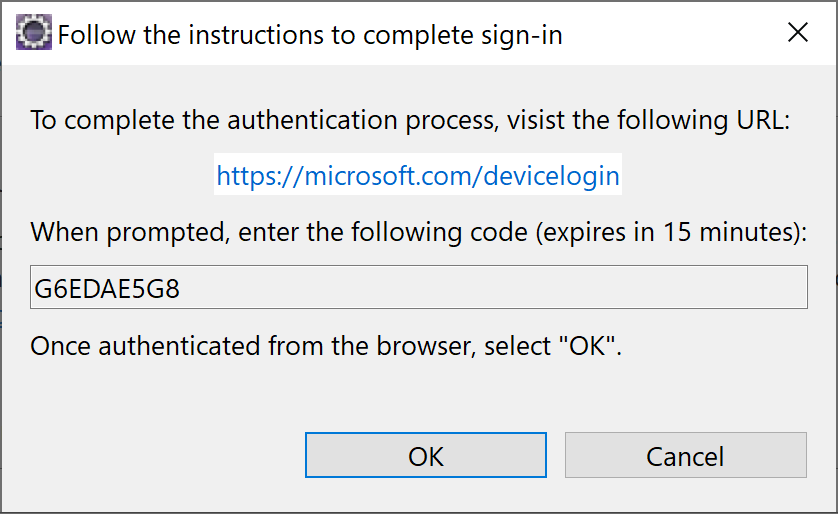 Follow the instructions to complete sign-in
To complete the authentication process, visist the following URL:
https://microsoft.com/devicelogin
When prompted, enter the following code (expires in 15 minutes):
G6EDAE5G8
Once authenticated from the browser, select "OK".
OK
Cancel